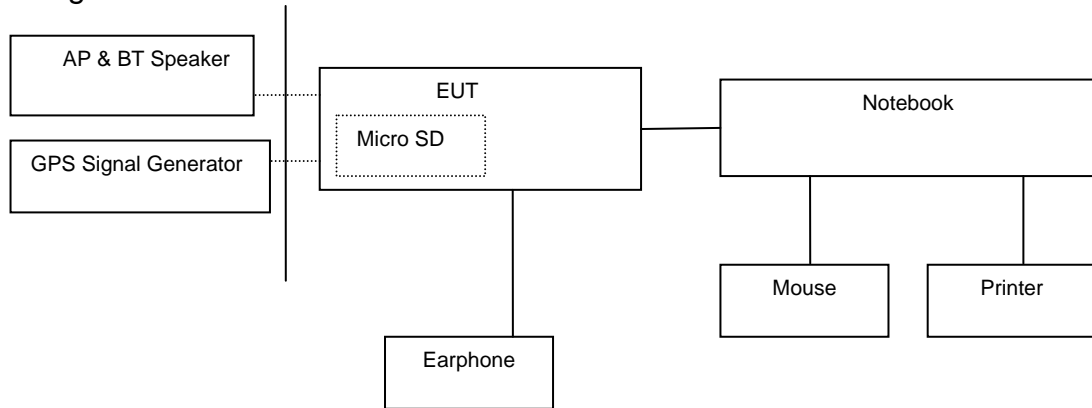 AP & BT Speaker
EUT
Notebook
Micro SD
GPS Signal Generator
Mouse
Printer
Earphone